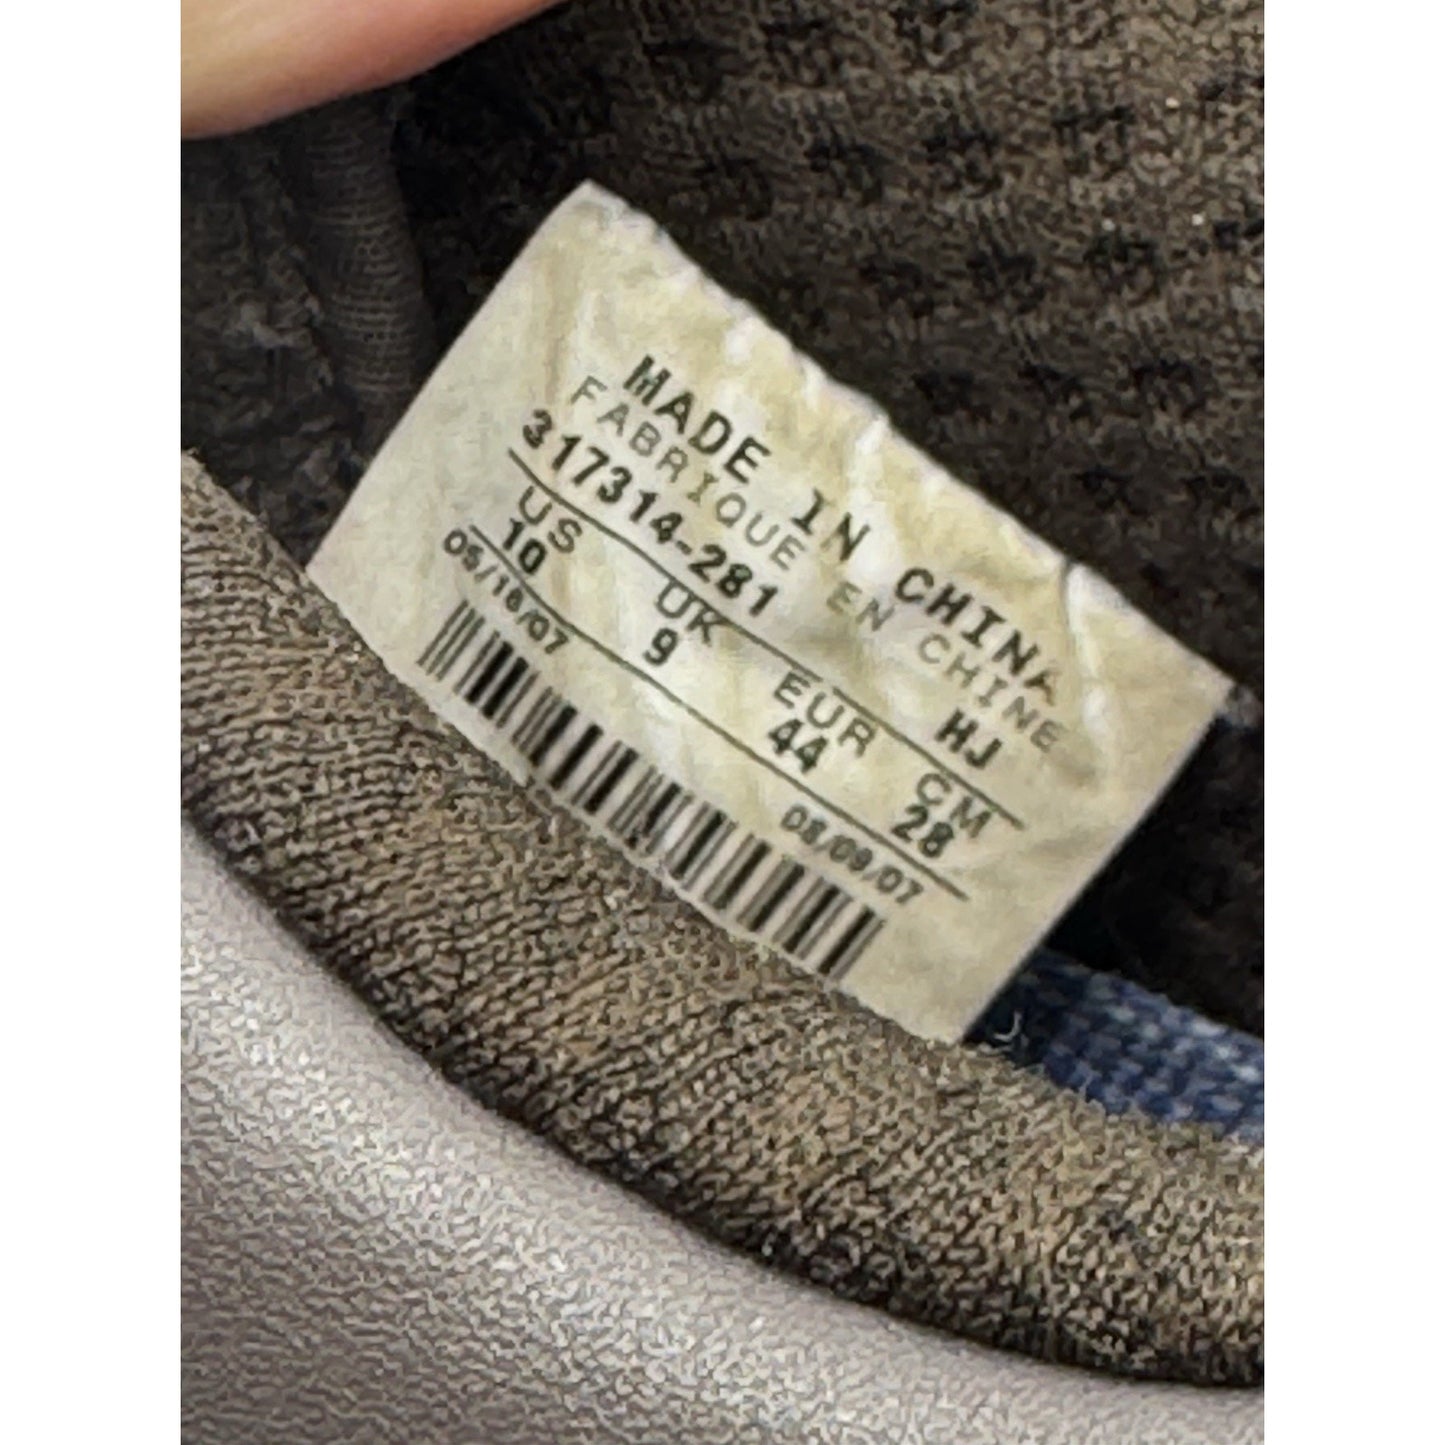 MADE IN CHINA
FABRIQUE EN CHINE
317314-281 HJ
US UK EUR CM
10 9 44 28
05/16/07 08/09/07